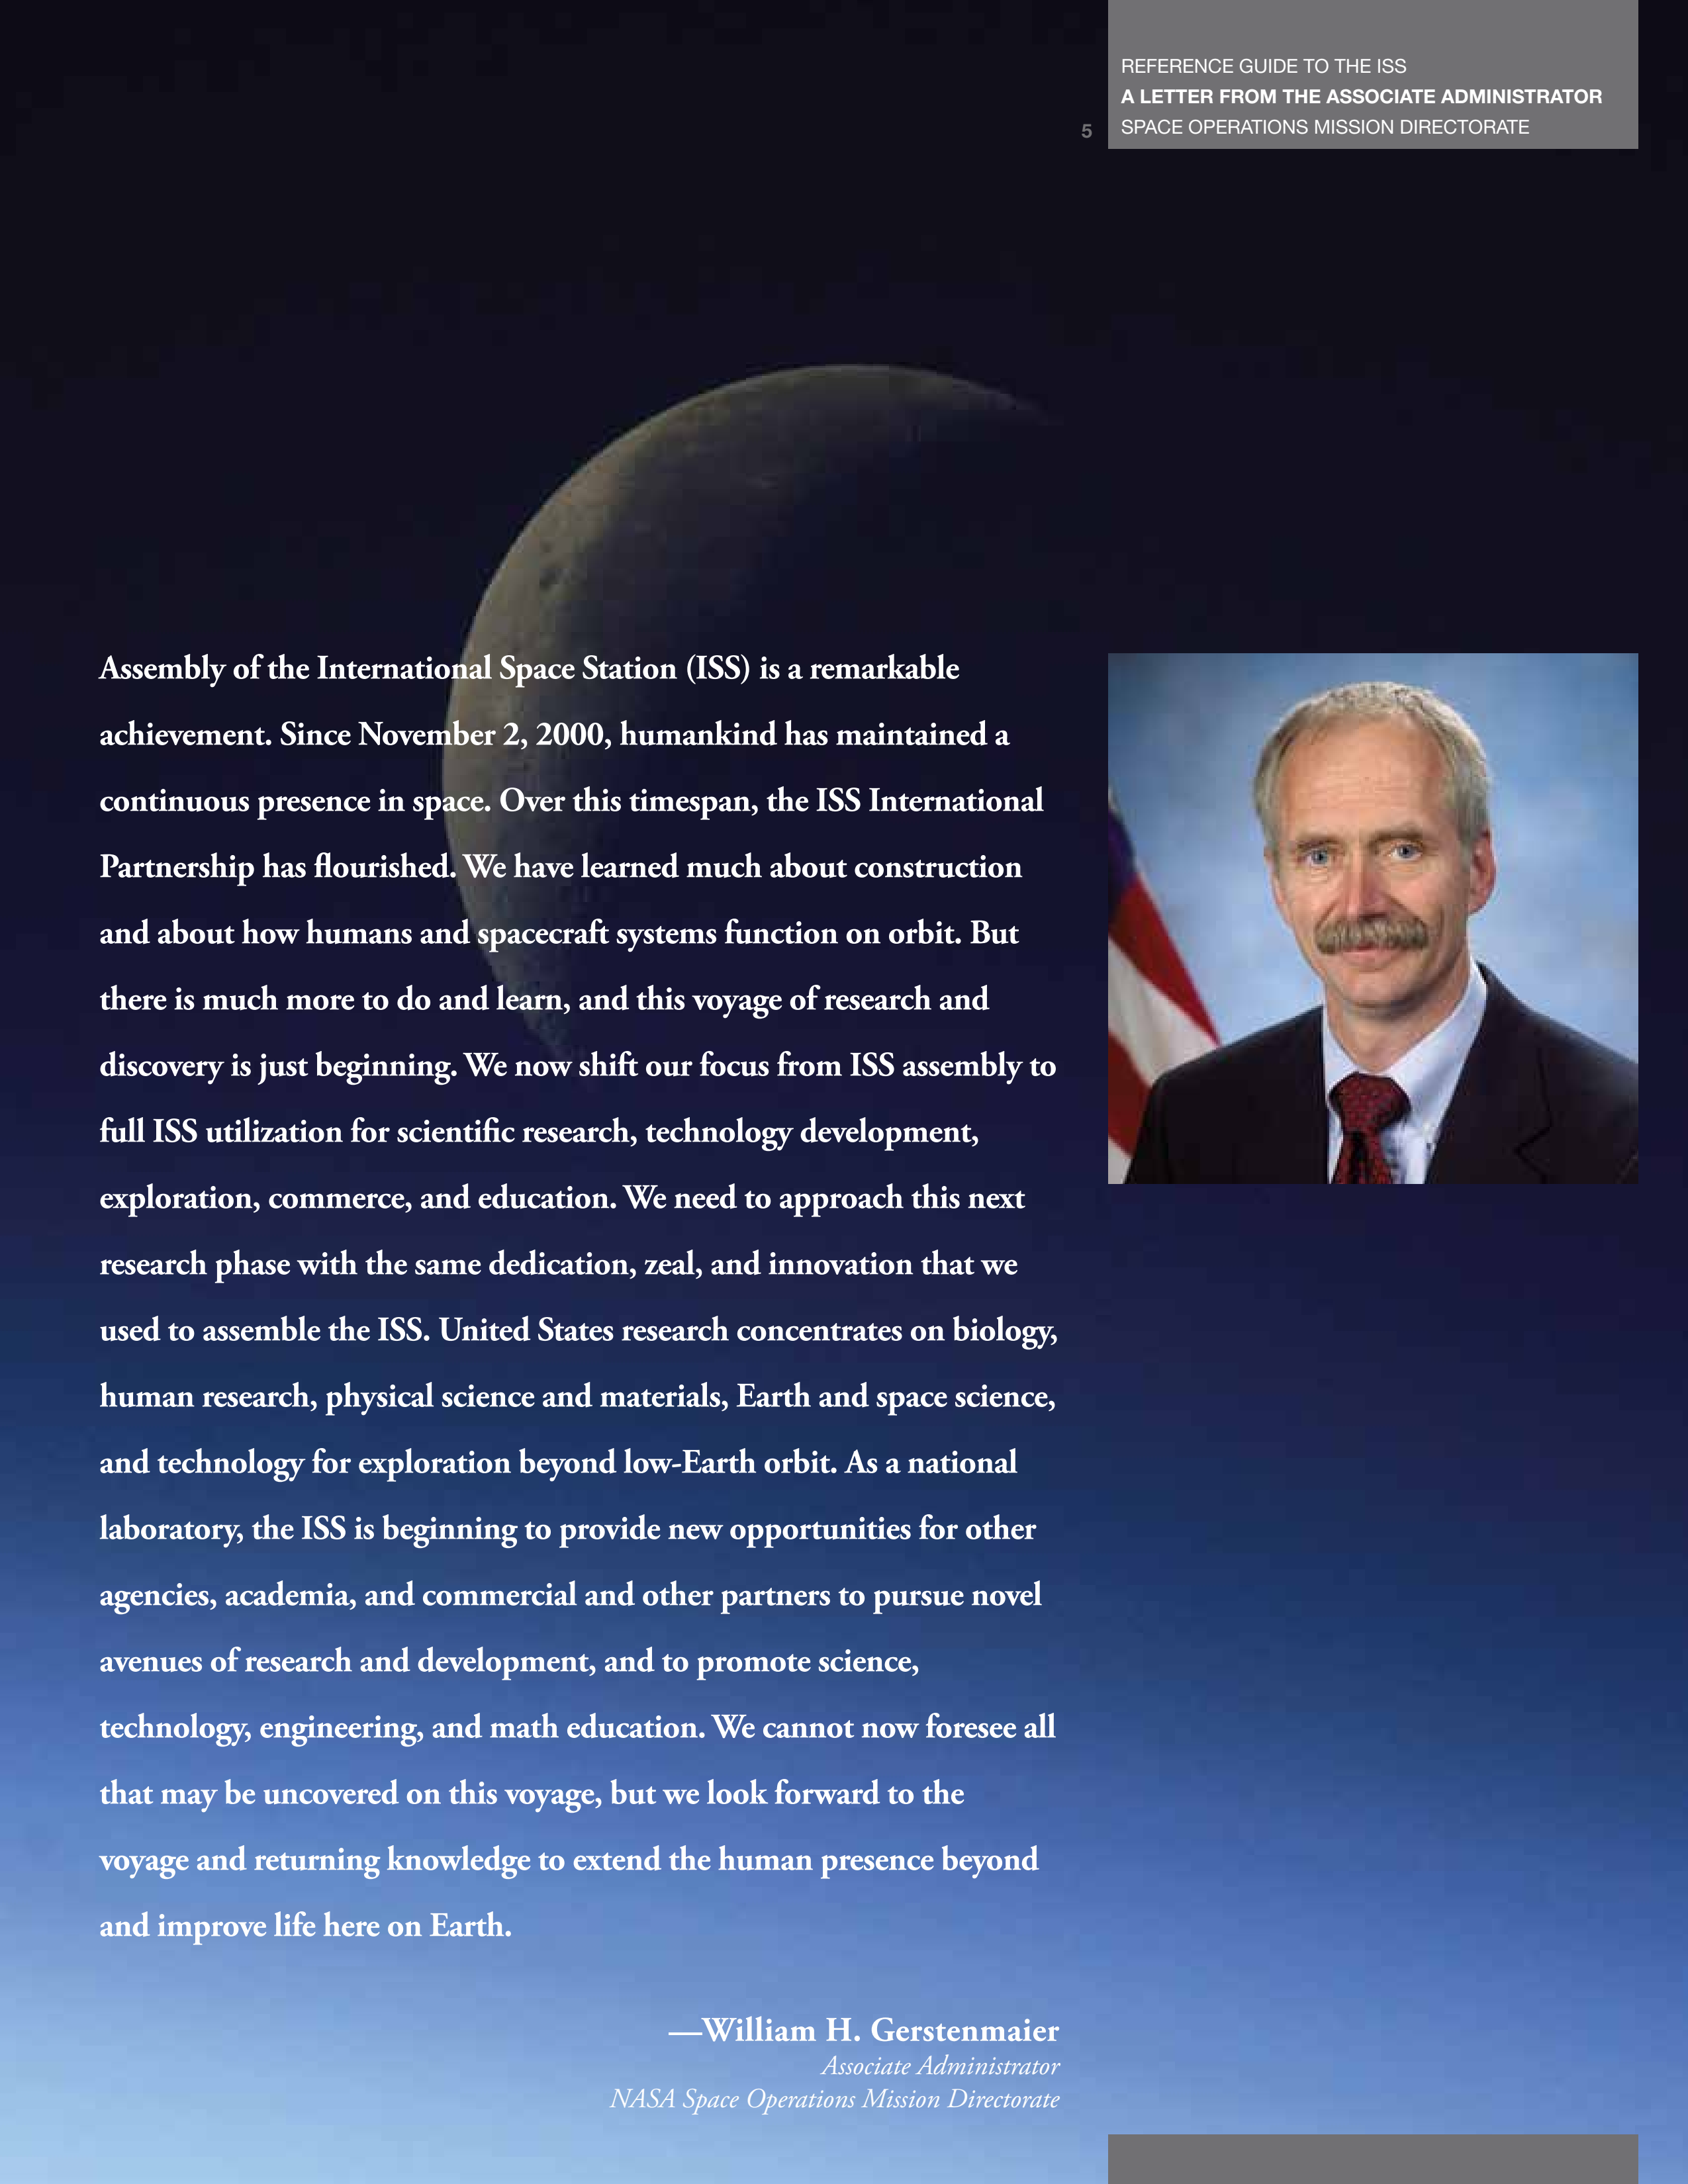 REFERENCE GUIDE TO THE ISS
A LETTER FROM THE ASSOCIATE ADMINISTRATOR
5
SPACE OPERATIONS MISSION DIRECTORATE
Assembly of the International Space Station (ISS) is a remarkable
achievement. Since November 2, 2000, humankind has maintained a
continuous presence in space. Over this timespan, the ISS International
Partnership has flourished. We have learned much about construction
and about how humans and spacecraft systems function on orbit. But
there is much more to do and learn, and this voyage of research and
discovery is just beginning. We now shift our focus from ISS assembly to
full ISS utilization for scientific research, technology development,
exploration, commerce, and education. We need to approach this next
research phase with the same dedication, zeal, and innovation that we
used to assemble the ISS. United States research concentrates on biology,
human research, physical science and materials, Earth and space science,
and technology for exploration beyond low-Earth orbit. As a national
laboratory, the ISS is beginning to provide new opportunities for other
agencies, academia, and commercial and other partners to pursue novel
avenues of research and development, and to promote science,
technology, engineering, and math education. We cannot now foresee all
that may be uncovered on this voyage, but we look forward to the
voyage and returning knowledge to extend the human presence beyond
and improve life here on Earth.
—William H. Gerstenmaier
Associate Administrator
NASA Space Operations Mission Directorate